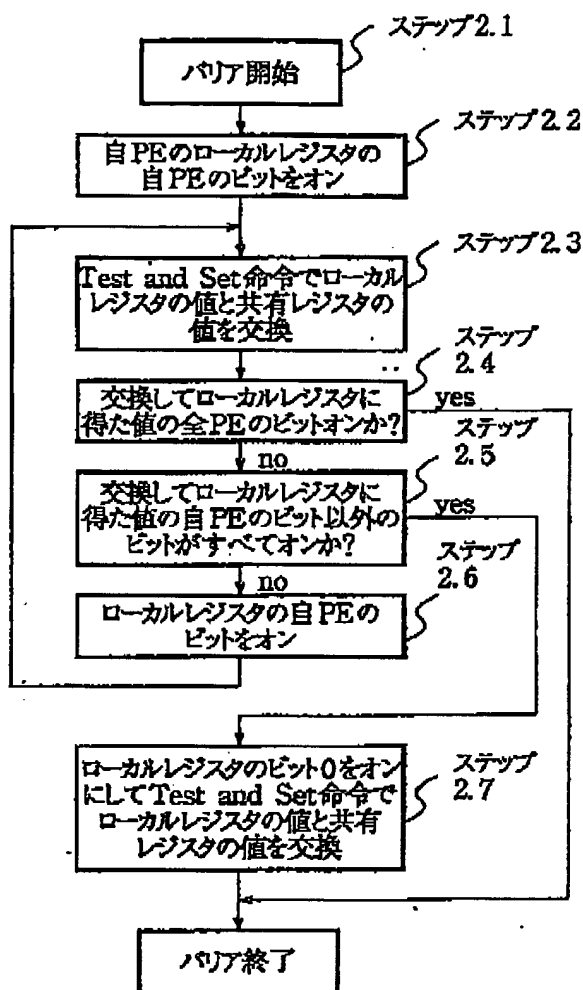 ステップ2.1
バリア開始
ステップ2.2
自PEのローカルレジスタの
自PEのビットをオン
ステップ2.3
Test and Set命令でローカル
レジスタの値と共有レジスタの
値を交換
ステップ
2.4
交換してローカルレジスタに
得た値の全PEのビットオンか?
yes
no
ステップ
2.5
交換してローカルレジスタに
得た値の自PEのビット以外の
ビットがすべてオンか?
yes
no
ステップ
2.6
ローカルレジスタの自PEの
ビットをオン
ステップ
2.7
ローカルレジスタのビット0をオン
にしてTest and Set命令で
ローカルレジスタの値と共有
レジスタの値を交換
バリア終了